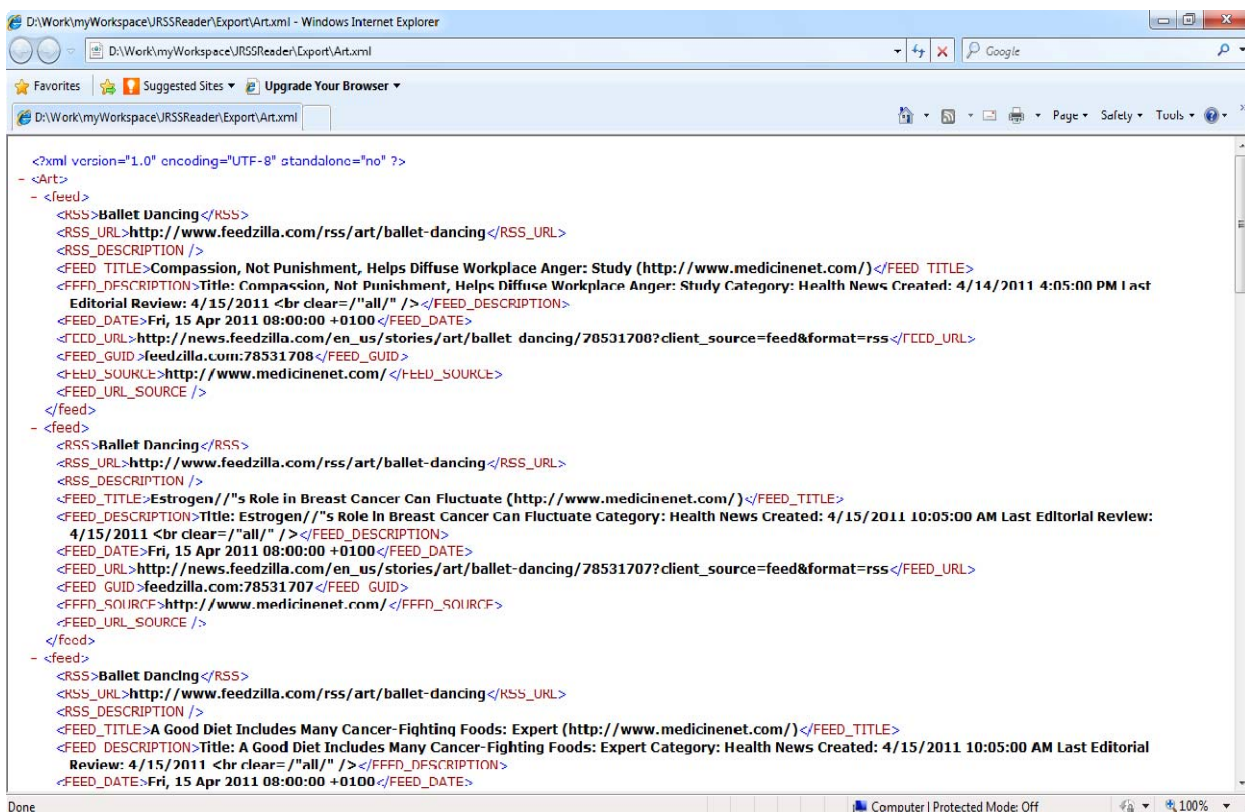 D:\Work\myWorkspace\JRSSReader\Export\Art.xml - Windows Internet Explorer
D:\Work\myWorkspace\JRSSReader\Export\Art.xml
Google
Favorites Suggested Sites Upgrade Your Browser
D:\Work\myWorkspace\JRSSReader\Export\Art.xml
Page Safety Tools
<?xml version="1.0" encoding="UTF-8" standalone="no" ?>
- <Art>
- <feed>
<RSS>Ballet Dancing</RSS>
<RSS_URL>http://www.feedzilla.com/rss/art/ballet-dancing</RSS_URL>
<RSS_DESCRIPTION />
<FEED_TITLE>Compassion, Not Punishment, Helps Diffuse Workplace Anger: Study (http://www.medicinenet.com/)</FEED_TITLE>
<FEED_DESCRIPTION>Title: Compassion, Not Punishment, Helps Diffuse Workplace Anger: Study Category: Health News Created: 4/14/2011 4:05:00 PM Last
Editorial Review: 4/15/2011 <br clear=/"all/" /></FEED_DESCRIPTION>
<FEED_DATE>Fri, 15 Apr 2011 08:00:00 +0100</FEED_DATE>
<FEED_URL>http://news.feedzilla.com/en_us/stories/art/ballet-dancing/78531708?client_source=feed&format=rss</FEED_URL>
<FEED_GUID>feedzilla.com:78531708</FEED_GUID>
<FEED_SOURCE>http://www.medicinenet.com/</FEED_SOURCE>
<FEED_URL_SOURCE />
</feed>
- <feed>
<RSS>Ballet Dancing</RSS>
<RSS_URL>http://www.feedzilla.com/rss/art/ballet-dancing</RSS_URL>
<RSS_DESCRIPTION />
<FEED_TITLE>Estrogen//"s Role in Breast Cancer Can Fluctuate (http://www.medicinenet.com/)</FEED_TITLE>
<FEED_DESCRIPTION>Title: Estrogen//"s Role in Breast Cancer Can Fluctuate Category: Health News Created: 4/15/2011 10:05:00 AM Last Editorial Review:
4/15/2011 <br clear=/"all/" /></FEED_DESCRIPTION>
<FEED_DATE>Fri, 15 Apr 2011 08:00:00 +0100</FEED_DATE>
<FEED_URL>http://news.feedzilla.com/en_us/stories/art/ballet-dancing/78531707?client_source=feed&format=rss</FEED_URL>
<FEED_GUID>feedzilla.com:78531707</FEED_GUID>
<FEED_SOURCE>http://www.medicinenet.com/</FEED_SOURCE>
<FEED_URL_SOURCE />
</feed>
- <feed>
<RSS>Ballet Dancing</RSS>
<RSS_URL>http://www.feedzilla.com/rss/art/ballet-dancing</RSS_URL>
<RSS_DESCRIPTION />
<FEED_TITLE>A Good Diet Includes Many Cancer-Fighting Foods: Expert (http://www.medicinenet.com/)</FEED_TITLE>
<FEED_DESCRIPTION>Title: A Good Diet Includes Many Cancer-Fighting Foods: Expert Category: Health News Created: 4/15/2011 10:05:00 AM Last Editorial
Review: 4/15/2011 <br clear=/"all/" /></FEED_DESCRIPTION>
<FEED_DATE>Fri, 15 Apr 2011 08:00:00 +0100</FEED_DATE>
Done Computer | Protected Mode: Off 100%